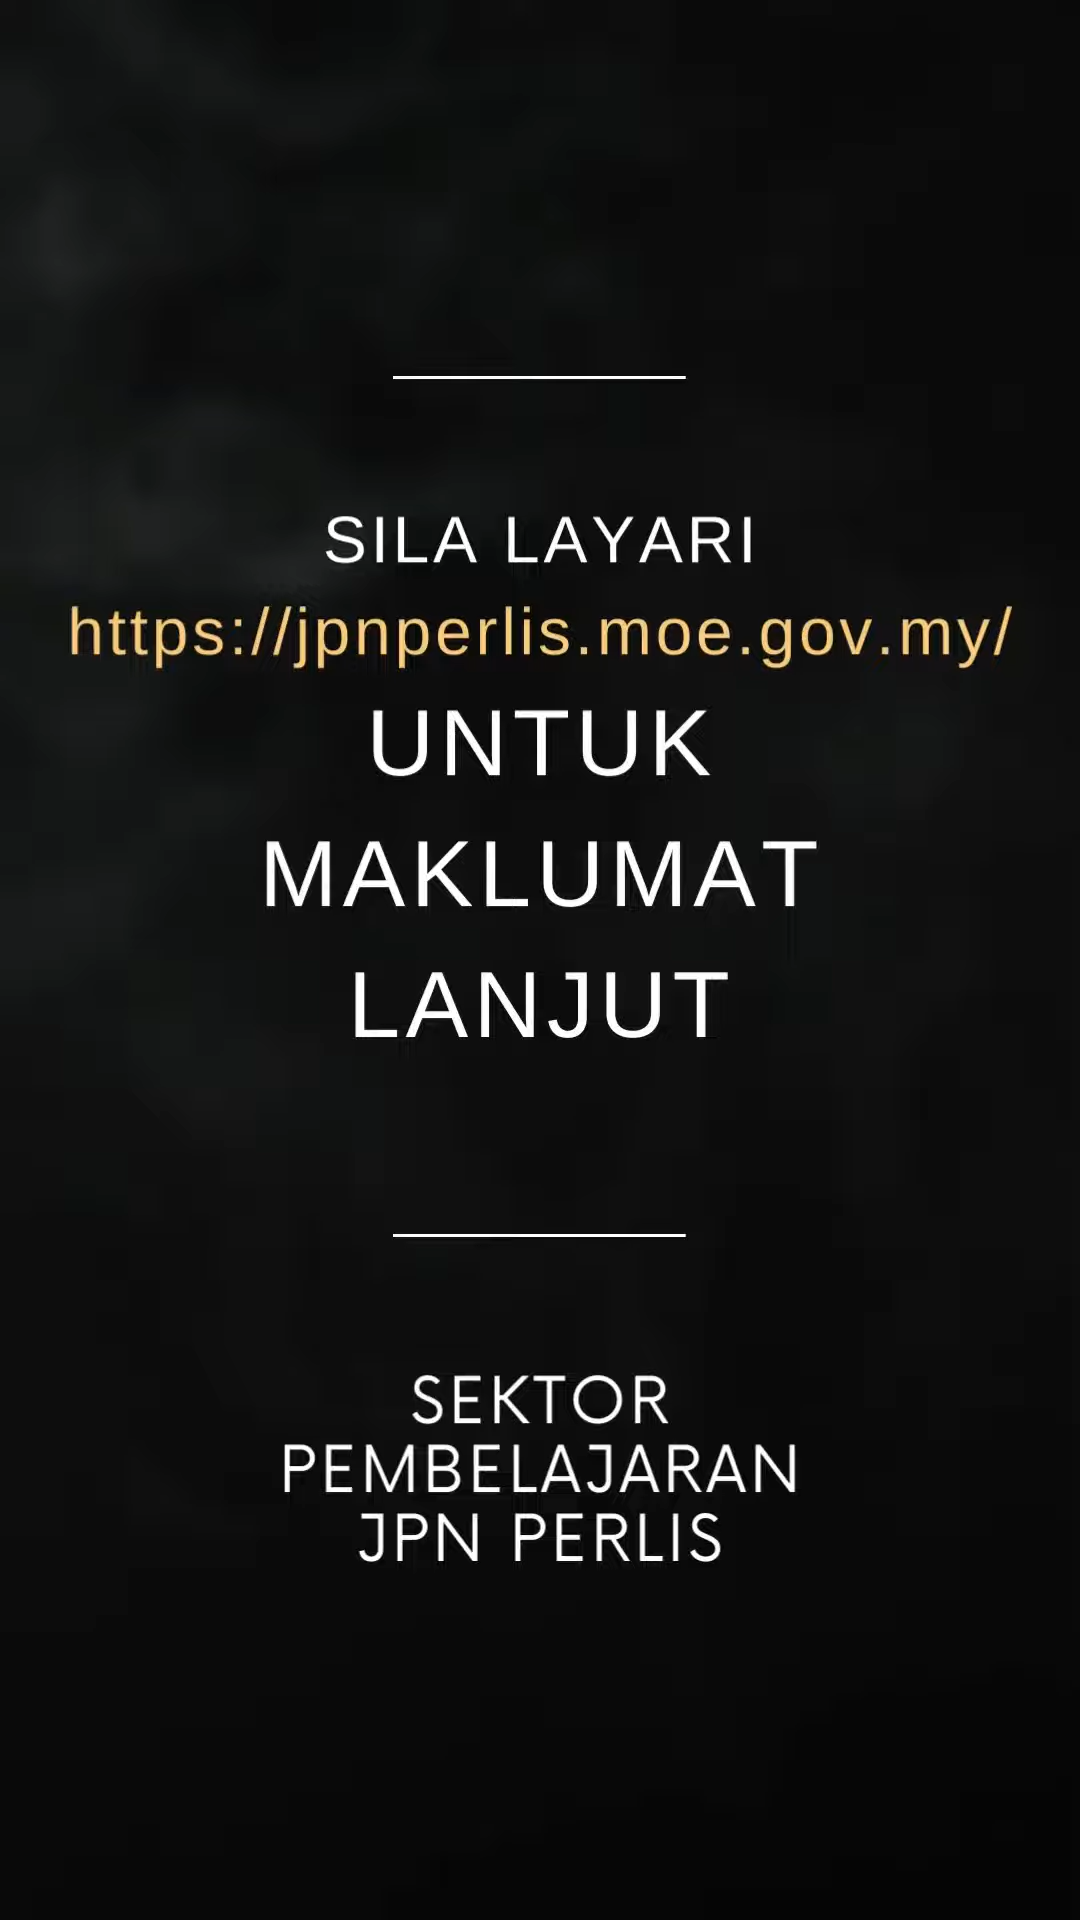 SILA LAYARI
https://jpnperlis.moe.gov.my/
UNTUK
MAKLUMAT
LANJUT
SEKTOR
PEMBELAJARAN
JPN PERLIS